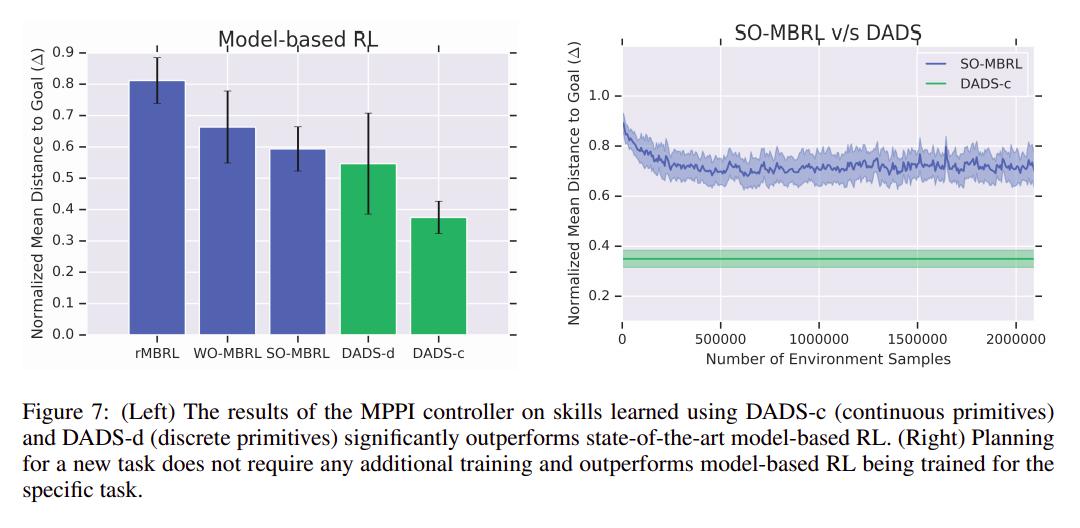 Model-based RL
Normalized Mean Distance to Goal (Δ)
0.9
0.8
0.7
0.6
0.5
0.4
0.3
0.2
0.1
0.0
rMBRL WO-MBRL SO-MBRL DADS-d DADS-c
SO-MBRL v/s DADS
Normalized Mean Distance to Goal (Δ)
SO-MBRL
DADS-c
1.0
0.8
0.6
0.4
0.2
0 500000 1000000 1500000 2000000
Number of Environment Samples
Figure 7: (Left) The results of the MPPI controller on skills learned using DADS-c (continuous primitives)
and DADS-d (discrete primitives) significantly outperforms state-of-the-art model-based RL. (Right) Planning
for a new task does not require any additional training and outperforms model-based RL being trained for the
specific task.